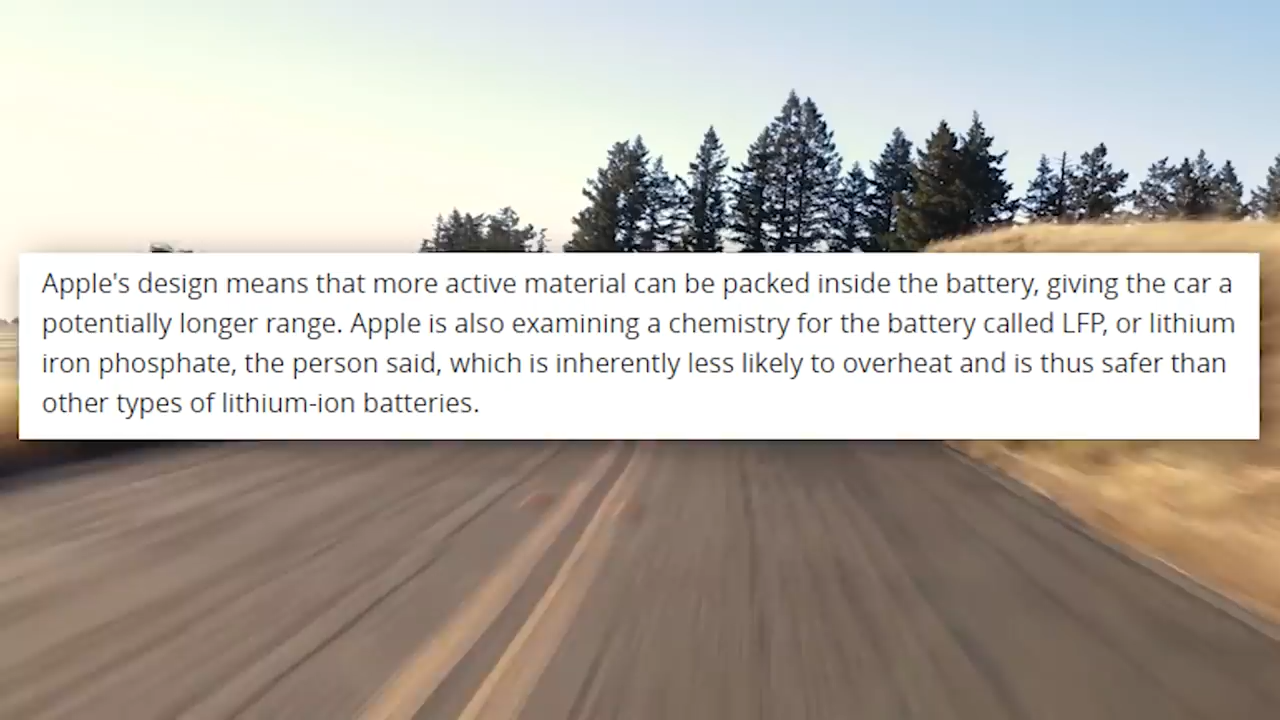 Apple's design means that more active material can be packed inside the battery, giving the car a
potentially longer range. Apple is also examining a chemistry for the battery called LFP, or lithium
iron phosphate, the person said, which is inherently less likely to overheat and is thus safer than
other types of lithium-ion batteries.